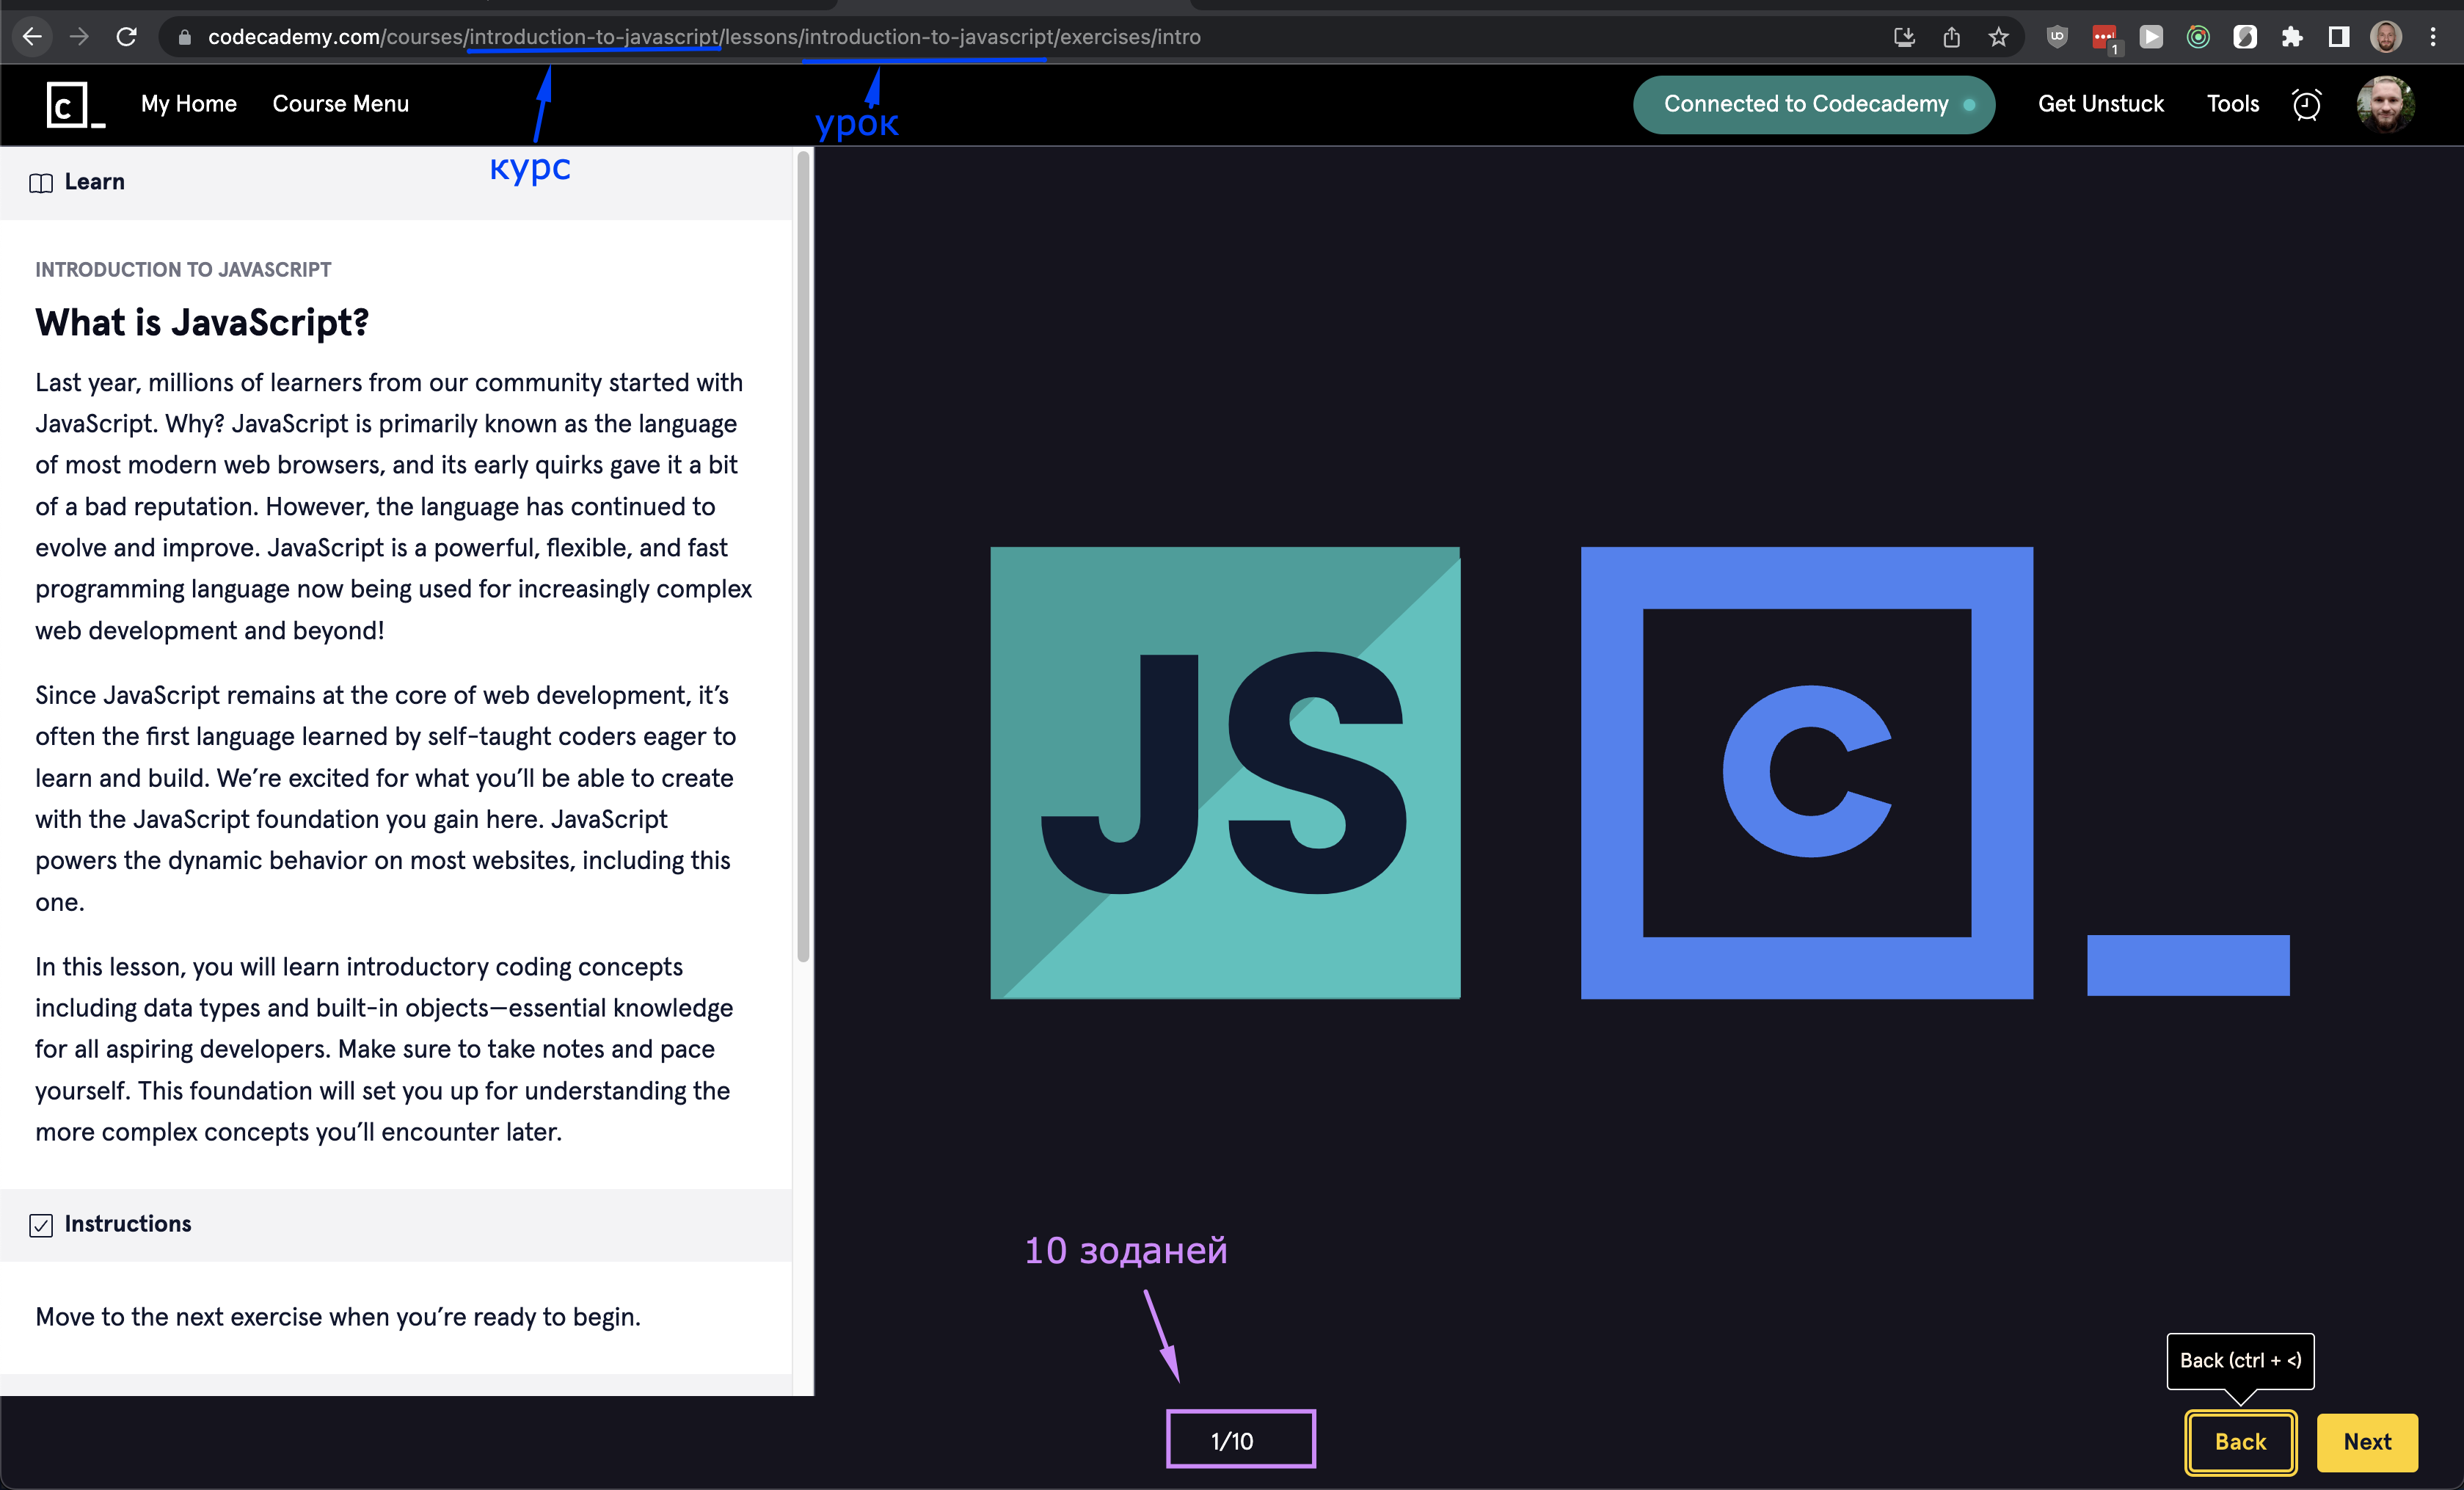 codecademy.com/courses/introduction-to-javascript/lessons/introduction-to-javascript/exercises/intro
1
c
My Home
Course Menu
Connected to Codecademy
Get Unstuck
Tools
курс
урок
Learn
INTRODUCTION TO JAVASCRIPT
What is JavaScript?
Last year, millions of learners from our community started with
JavaScript. Why? JavaScript is primarily known as the language
of most modern web browsers, and its early quirks gave it a bit
of a bad reputation. However, the language has continued to
evolve and improve. JavaScript is a powerful, flexible, and fast
programming language now being used for increasingly complex
web development and beyond!
Since JavaScript remains at the core of web development, it’s
often the first language learned by self-taught coders eager to
learn and build. We’re excited for what you’ll be able to create
with the JavaScript foundation you gain here. JavaScript
powers the dynamic behavior on most websites, including this
one.
In this lesson, you will learn introductory coding concepts
including data types and built-in objects—essential knowledge
for all aspiring developers. Make sure to take notes and pace
yourself. This foundation will set you up for understanding the
more complex concepts you’ll encounter later.
Instructions
Move to the next exercise when you’re ready to begin.
JS
C
10 зоданей
1/10
Back (ctrl + <)
Back
Next